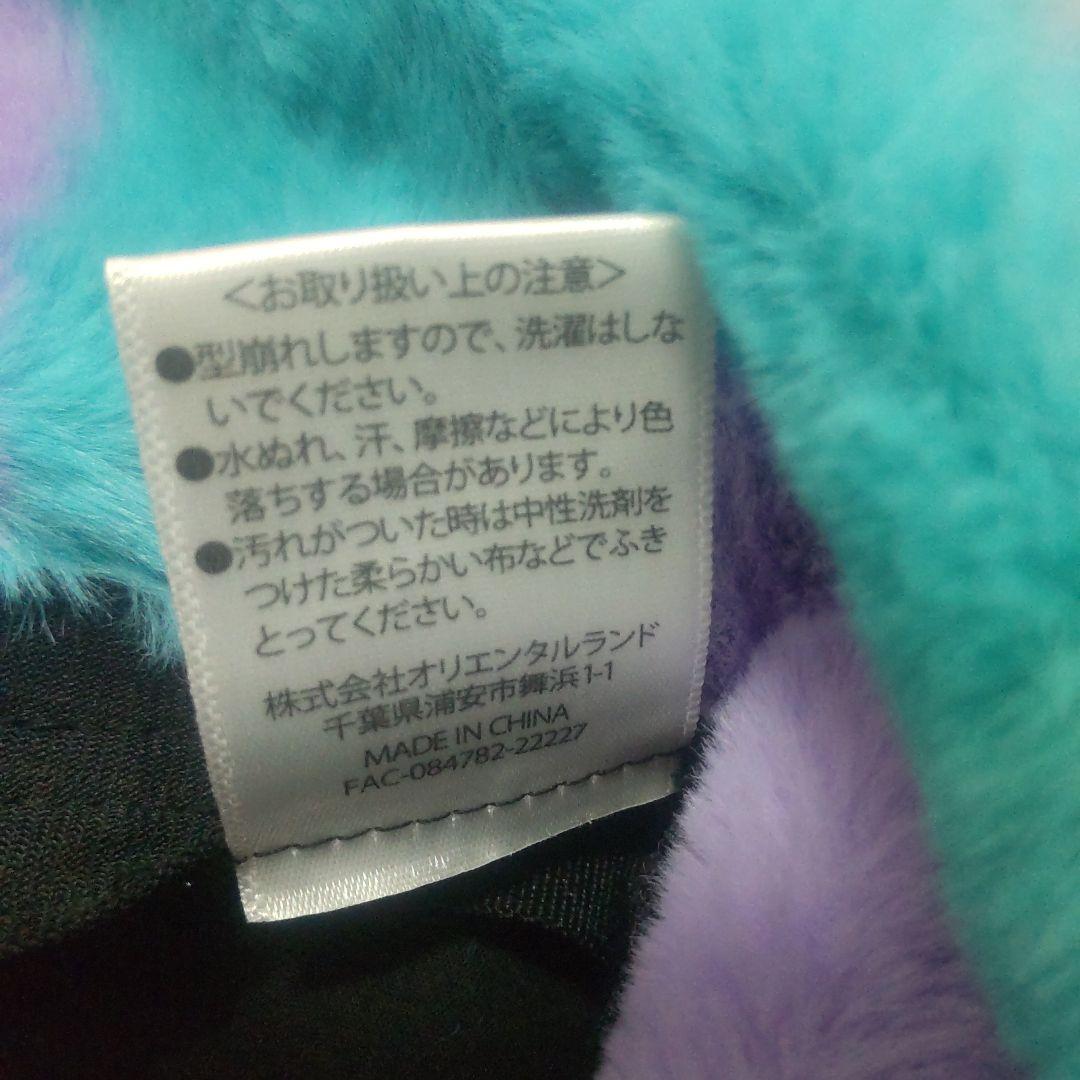 <お取り扱い上の注意>
●型崩れしますので、洗濯はしな
いでください。
●水ぬれ、汗、摩擦などにより色
落ちする場合があります。
●汚れがついた時は中性洗剤を
つけた柔らかい布などでふき
とってください。
株式会社オリエンタルランド
千葉県浦安市舞浜1-1
MADE IN CHINA
FAC-084782-22227